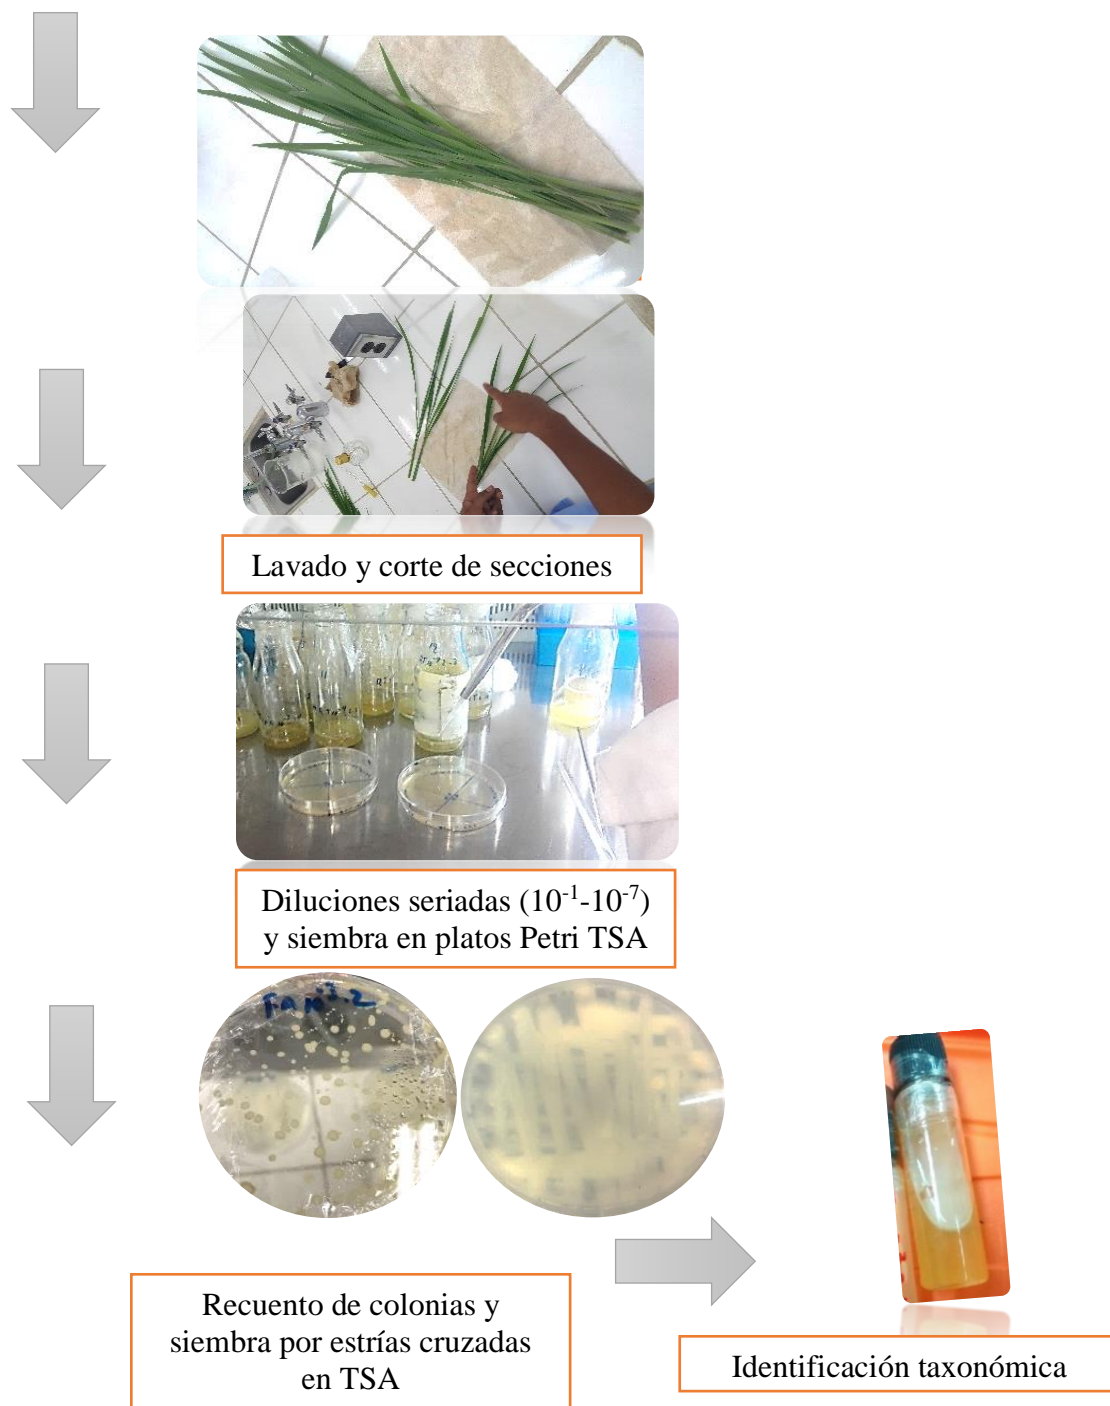 Lavado y corte de secciones
Diluciones seriadas (10⁻¹-10⁻⁷)
y siembra en platos Petri TSA
Recuento de colonias y
siembra por estrías cruzadas
en TSA
Identificación taxonómica